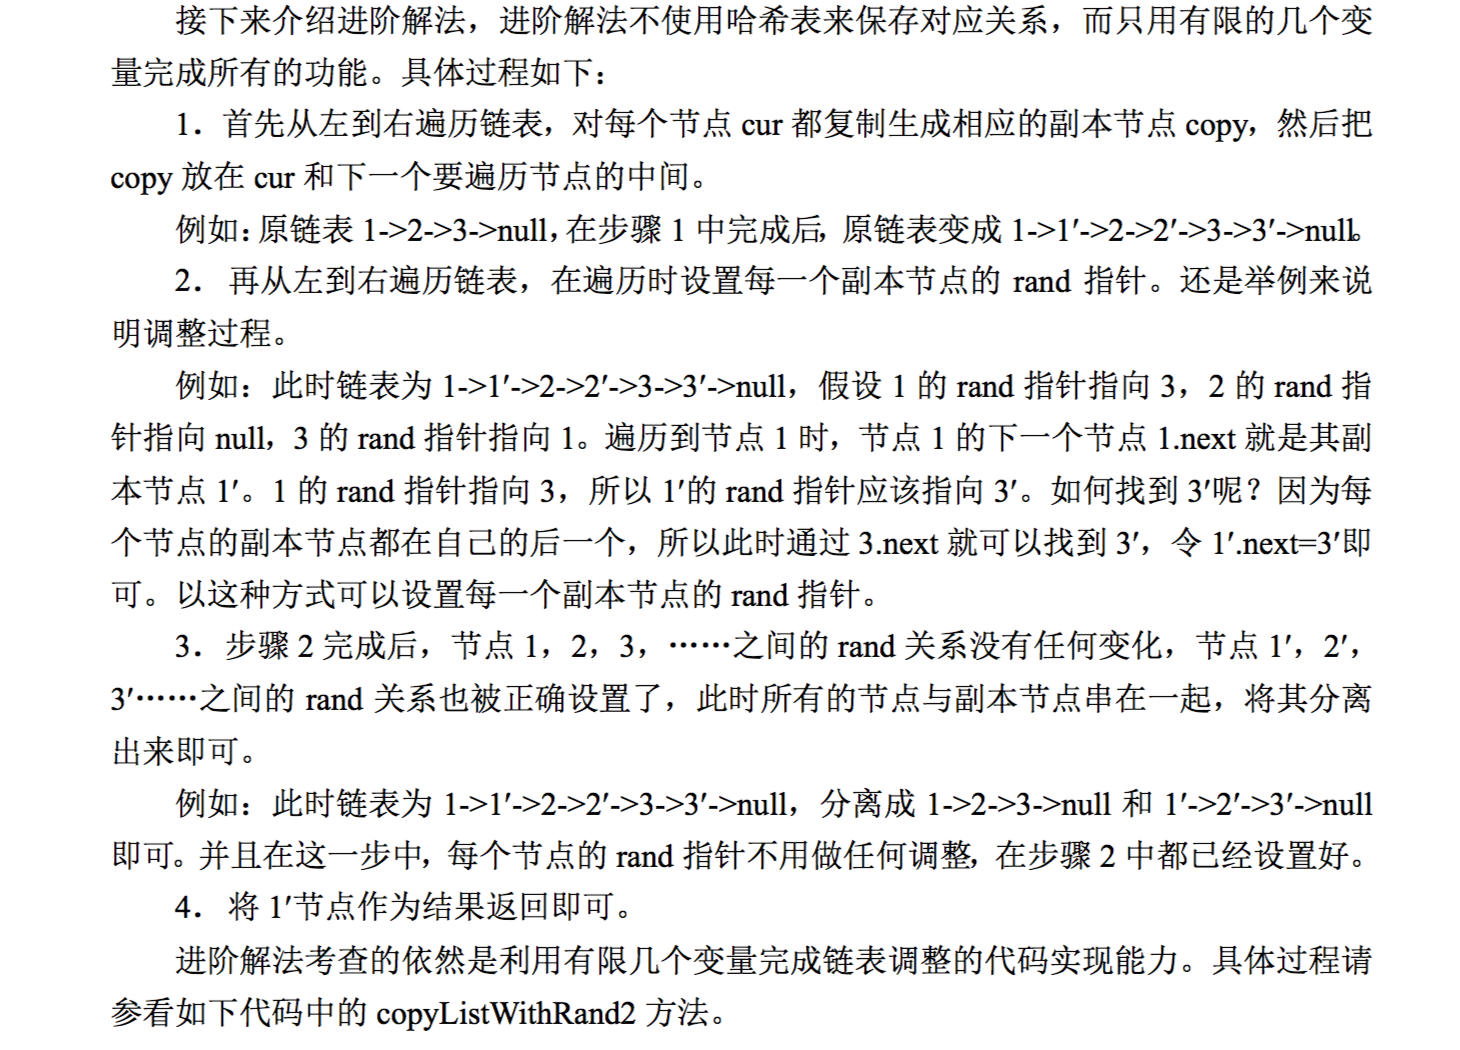 接下来介绍进阶解法，进阶解法不使用哈希表来保存对应关系，而只用有限的几个变
量完成所有的功能。具体过程如下：
1．首先从左到右遍历链表，对每个节点 cur 都复制生成相应的副本节点 copy，然后把
copy 放在 cur 和下一个要遍历节点的中间。
例如：原链表 1->2->3->null，在步骤 1 中完成后，原链表变成 1->1′->2->2′->3->3′->null。
2． 再从左到右遍历链表，在遍历时设置每一个副本节点的 rand 指针。还是举例来说
明调整过程。
例如：此时链表为 1->1′->2->2′->3->3′->null，假设 1 的 rand 指针指向 3，2 的 rand 指
针指向 null，3 的 rand 指针指向 1。遍历到节点 1 时，节点 1 的下一个节点 1.next 就是其副
本节点 1′。1 的 rand 指针指向 3，所以 1′的 rand 指针应该指向 3′。如何找到 3′呢？因为每
个节点的副本节点都在自己的后一个，所以此时通过 3.next 就可以找到 3′，令 1′.next=3′即
可。以这种方式可以设置每一个副本节点的 rand 指针。
3．步骤 2 完成后，节点 1，2，3，……之间的 rand 关系没有任何变化，节点 1′，2′，
3′……之间的 rand 关系也被正确设置了，此时所有的节点与副本节点串在一起，将其分离
出来即可。
例如：此时链表为 1->1′->2->2′->3->3′->null，分离成 1->2->3->null 和 1′->2′->3′->null
即可。并且在这一步中，每个节点的 rand 指针不用做任何调整，在步骤 2 中都已经设置好。
4． 将 1′节点作为结果返回即可。
进阶解法考查的依然是利用有限几个变量完成链表调整的代码实现能力。具体过程请
参看如下代码中的 copyListWithRand2 方法。